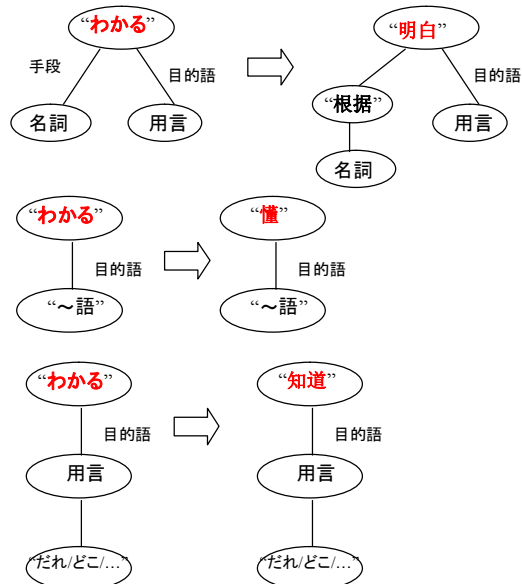 “わかる”
“明白”
手段
目的語
目的語
“根据”
名詞
用言
用言
名詞
“わかる”
“懂”
目的語
目的語
“～語”
“～語”
“わかる”
“知道”
目的語
目的語
用言
用言
“だれ/どこ/…”
“だれ/どこ/…”